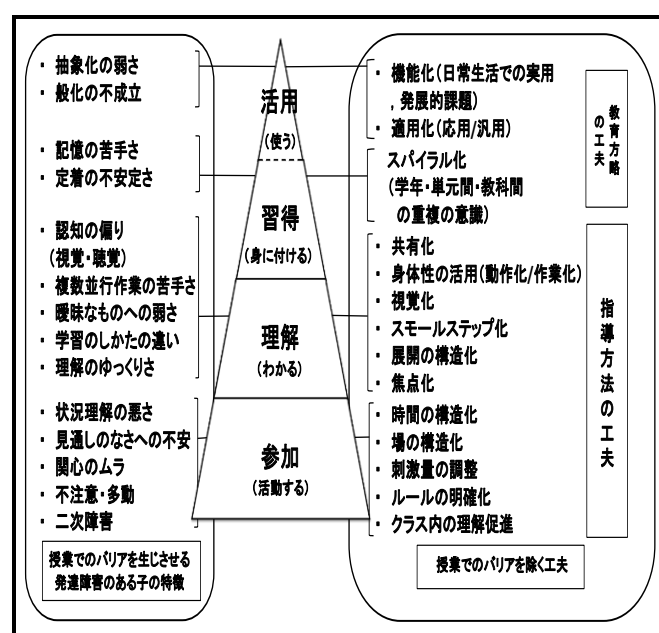 ・ 抽象化の弱さ
・ 般化の不成立
・ 記憶の苦手さ
・ 定着の不安定さ
・ 認知の偏り
(視覚・聴覚)
・ 複数並行作業の苦手さ
・ 曖昧なものへの弱さ
・ 学習のしかたの違い
・ 理解のゆっくりさ
・ 状況理解の悪さ
・ 見通しのなさへの不安
・ 関心のムラ
・ 不注意・多動
・ 二次障害
授業でのバリアを生じさせる
発達障害のある子の特徴
活用
(使う)
習得
(身に付ける)
理解
(わかる)
参加
(活動する)
・ 機能化(日常生活での実用
,発展的課題)
・ 適用化(応用/汎用)
スパイラル化
(学年・単元間・教科間
の重複の意識)
・ 共有化
・ 身体性の活用(動作化/作業化)
・ 視覚化
・ スモールステップ化
・ 展開の構造化
・ 焦点化
・ 時間の構造化
・ 場の構造化
・ 刺激量の調整
・ ルールの明確化
・ クラス内の理解促進
授業でのバリアを除く工夫
教育方略
の工夫
指導方法の工夫